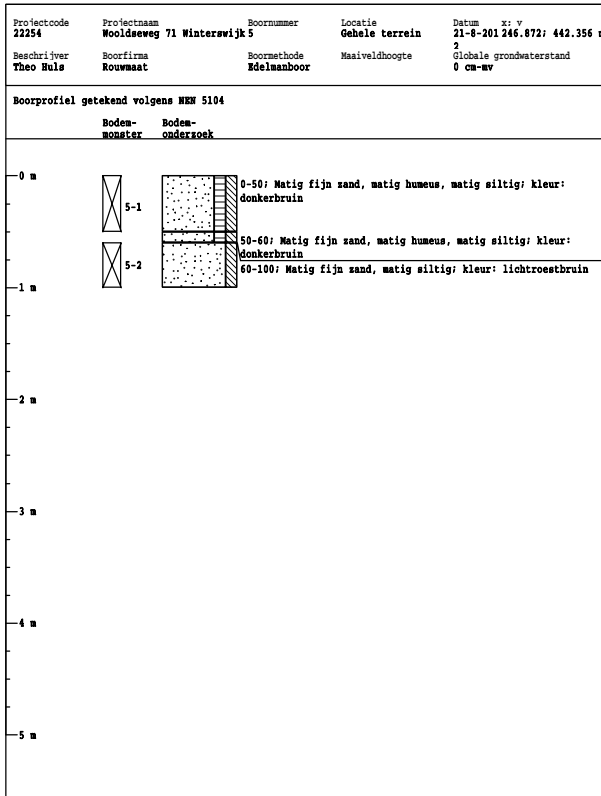 Projectcode Projectnaam Boornummer Locatie Datum x; y
22254 Wooldseweg 71 Winterswijk 5 Gehele terrein 21-8-201 246.872; 442.356
2
Beschrijver Boorfirma Boormethode Maaiveldhoogte Globale grondwaterstand
Theo Huls Rouwmaat Edelmanboor 0 cm-mv
Boorprofiel getekend volgens NEN 5104
Bodem- Bodem-
monster onderzoek
0 m
0-50; Matig fijn zand, matig humeus, matig siltig; kleur:
donkerbruin
5-1
50-60; Matig fijn zand, matig humeus, matig siltig; kleur:
donkerbruin
5-2
60-100; Matig fijn zand, matig siltig; kleur: lichtroestbruin
1 m
2 m
3 m
4 m
5 m